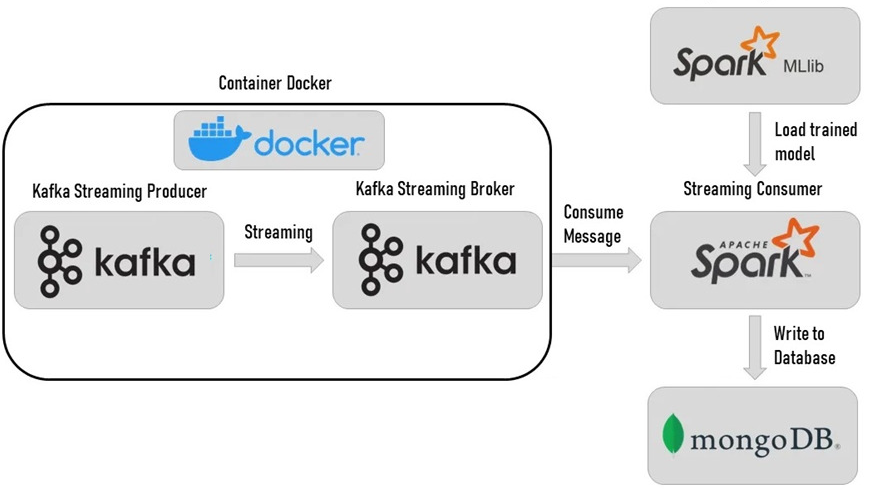 Spark MLlib
Container Docker
docker
Load trained
model
Kafka Streaming Producer
Kafka Streaming Broker
Streaming Consumer
Streaming
Consume
Message
kafka
kafka
APACHE
Spark™
Write to
Database
mongoDB®